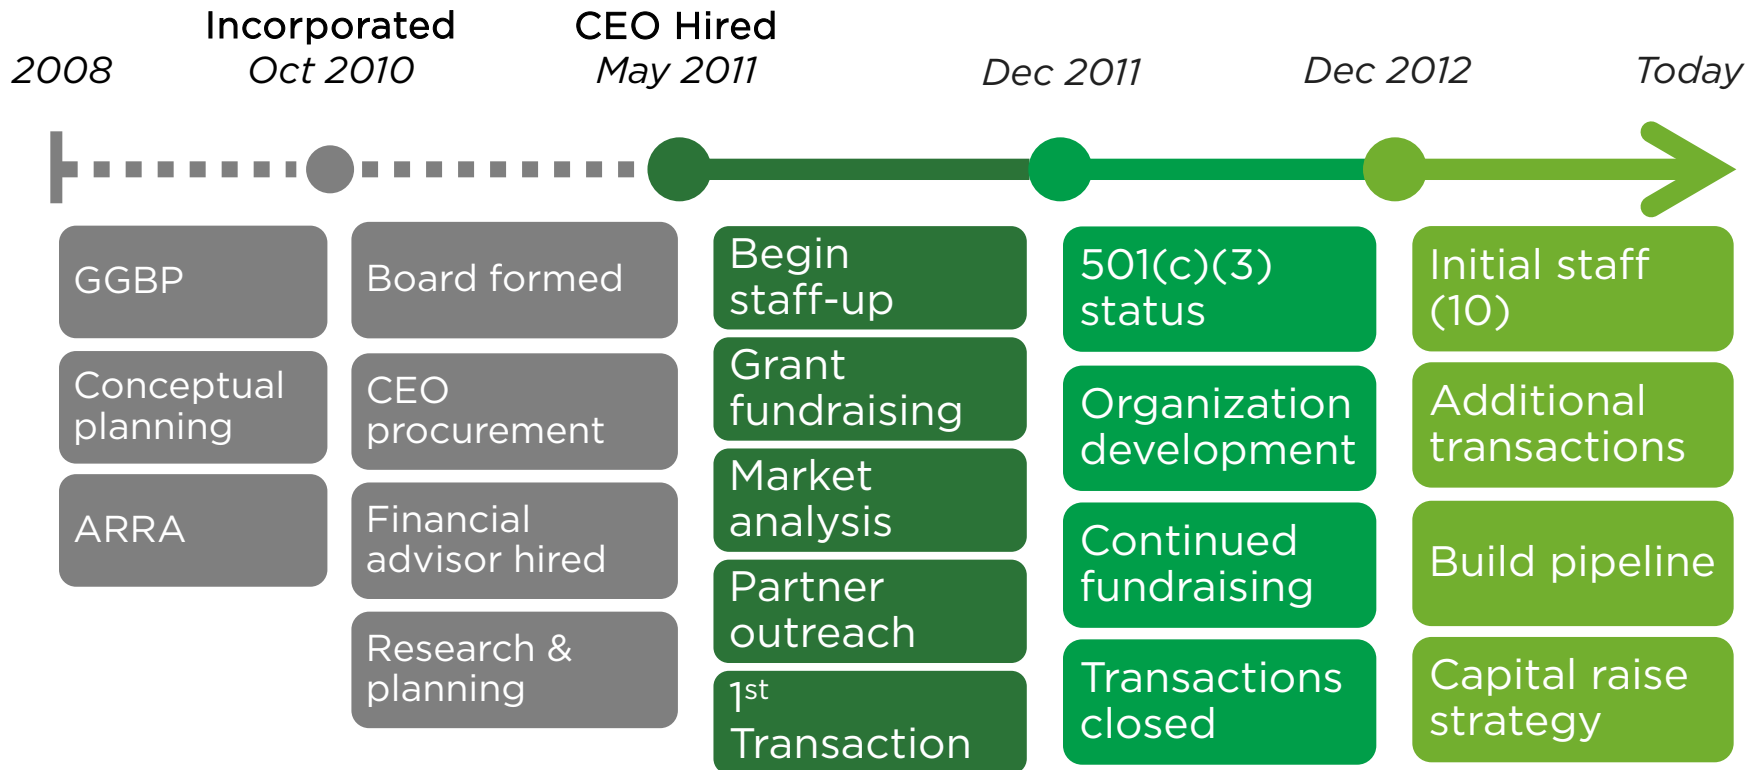 Incorporated
CEO Hired
2008
Oct 2010
May 2011
Dec 2011
Dec 2012
Today
GGBP
Conceptual
planning
ARRA
Board formed
CEO
procurement
Financial
advisor hired
Research &
planning
Begin
staff-up
Grant
fundraising
Market
analysis
Partner
outreach
1st
Transaction
501(c)(3)
status
Organization
development
Continued
fundraising
Transactions
closed
Initial staff
(10)
Additional
transactions
Build pipeline
Capital raise
strategy